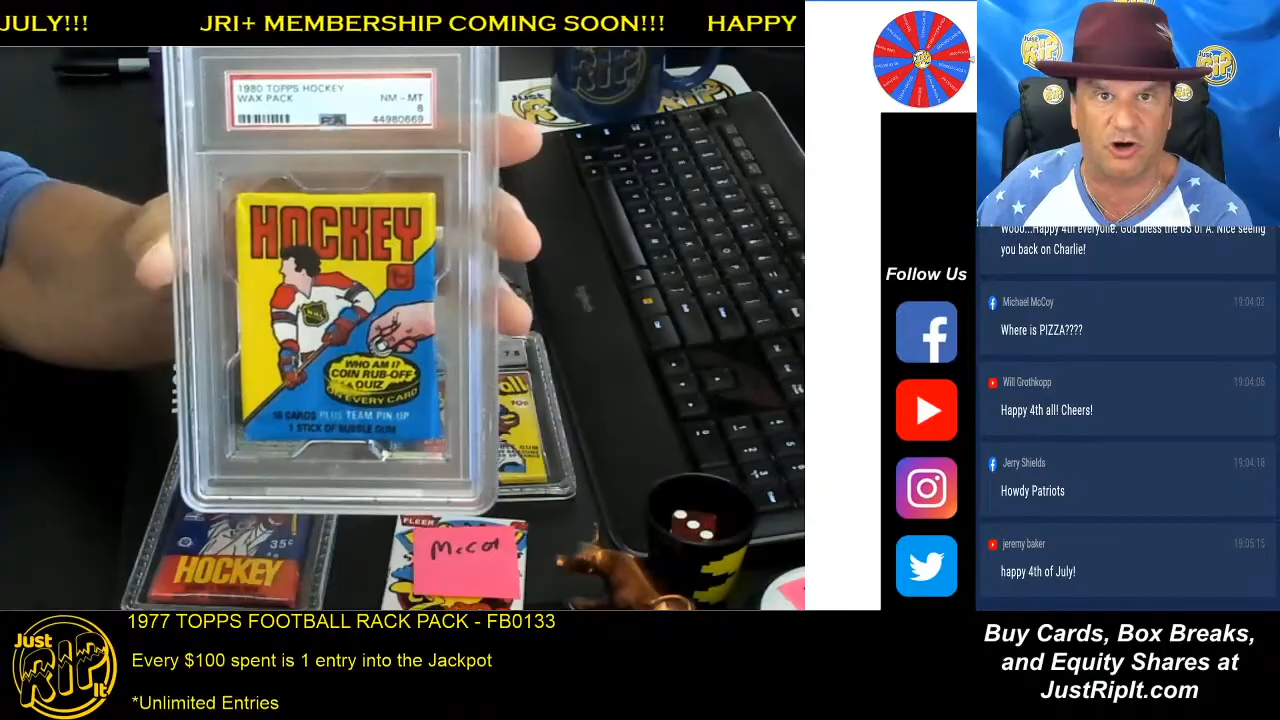 JULY!!! JRI+ MEMBERSHIP COMING SOON!!! HAPPY
1980 TOPPS HOCKEY
WAX PACK NM - MT
8
44980669
HOCKEY
WHO AM I?
COIN RUB-OFF
QUIZ
ON EVERY CARD
16 CARDS PLUS TEAM PIN-UP
1 STICK OF BUBBLE GUM
7.5
10¢
35¢
HOCKEY
FLEER
McCoy
Just
RIP
It
Follow Us
Wooo...Happy 4th everyone. God bless the US of A. Nice seeing
you back on Charlie!
Michael McCoy 19:04:02
Where is PIZZA????
Will Grothkopp 19:04:06
Happy 4th all! Cheers!
Jerry Shields 19:04:18
Howdy Patriots
jeremy baker 19:05:15
happy 4th of July!
1977 TOPPS FOOTBALL RACK PACK - FB0133
Every $100 spent is 1 entry into the Jackpot
*Unlimited Entries
Buy Cards, Box Breaks,
and Equity Shares at
JustRipIt.com